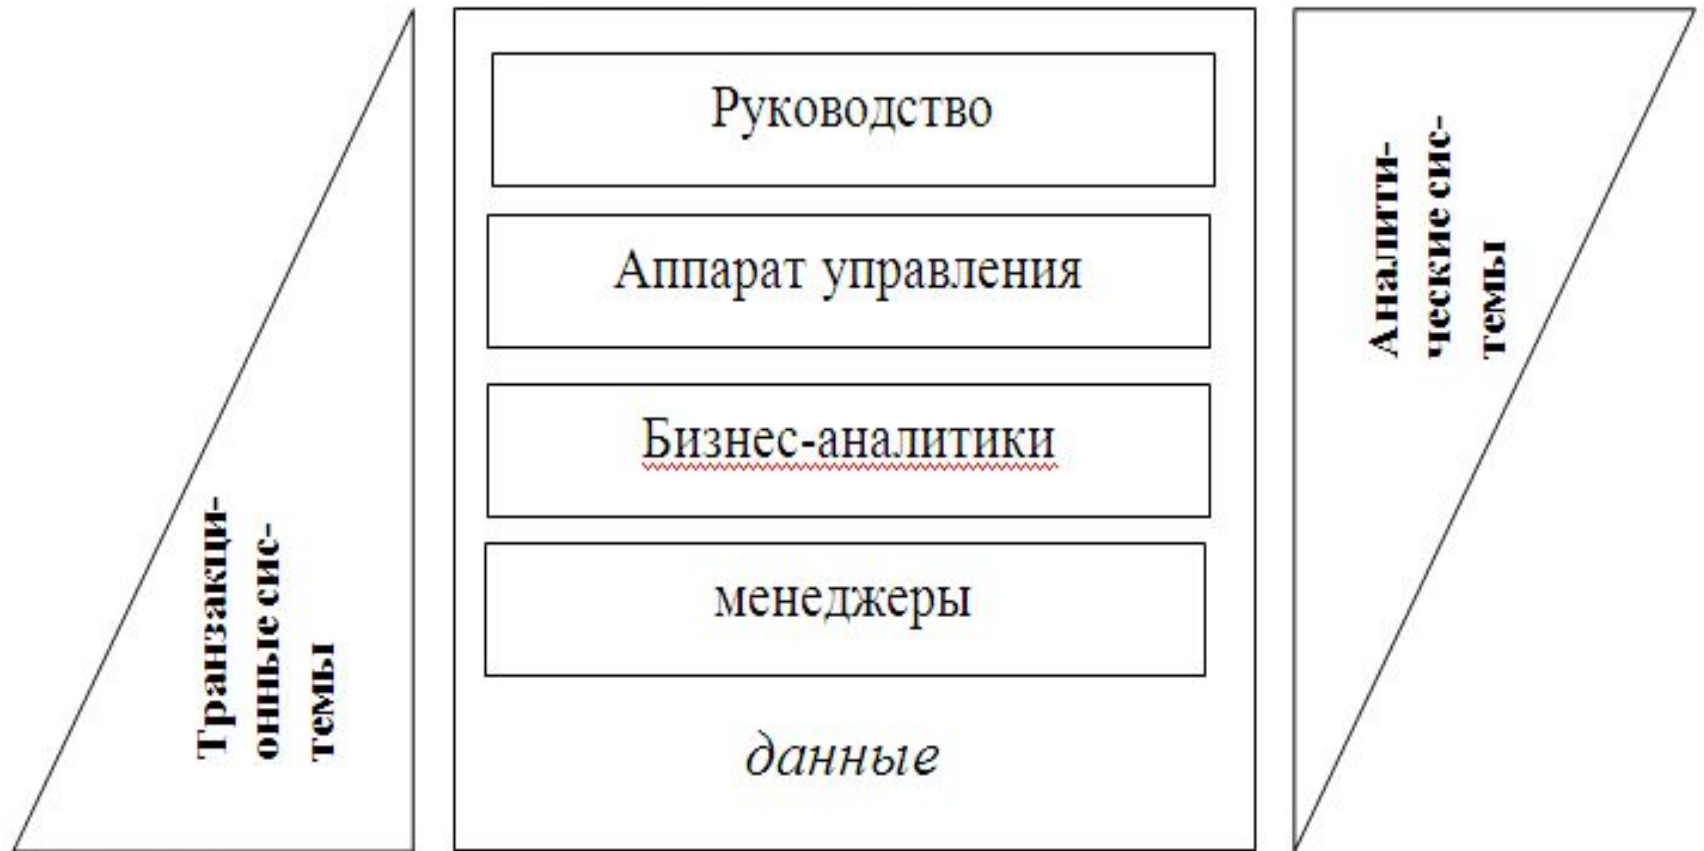 Руководство
Аппарат управления
Бизнес-аналитики
менеджеры
данные
Транзакци-
онные сис-
темы
Аналити-
ческие сис-
темы